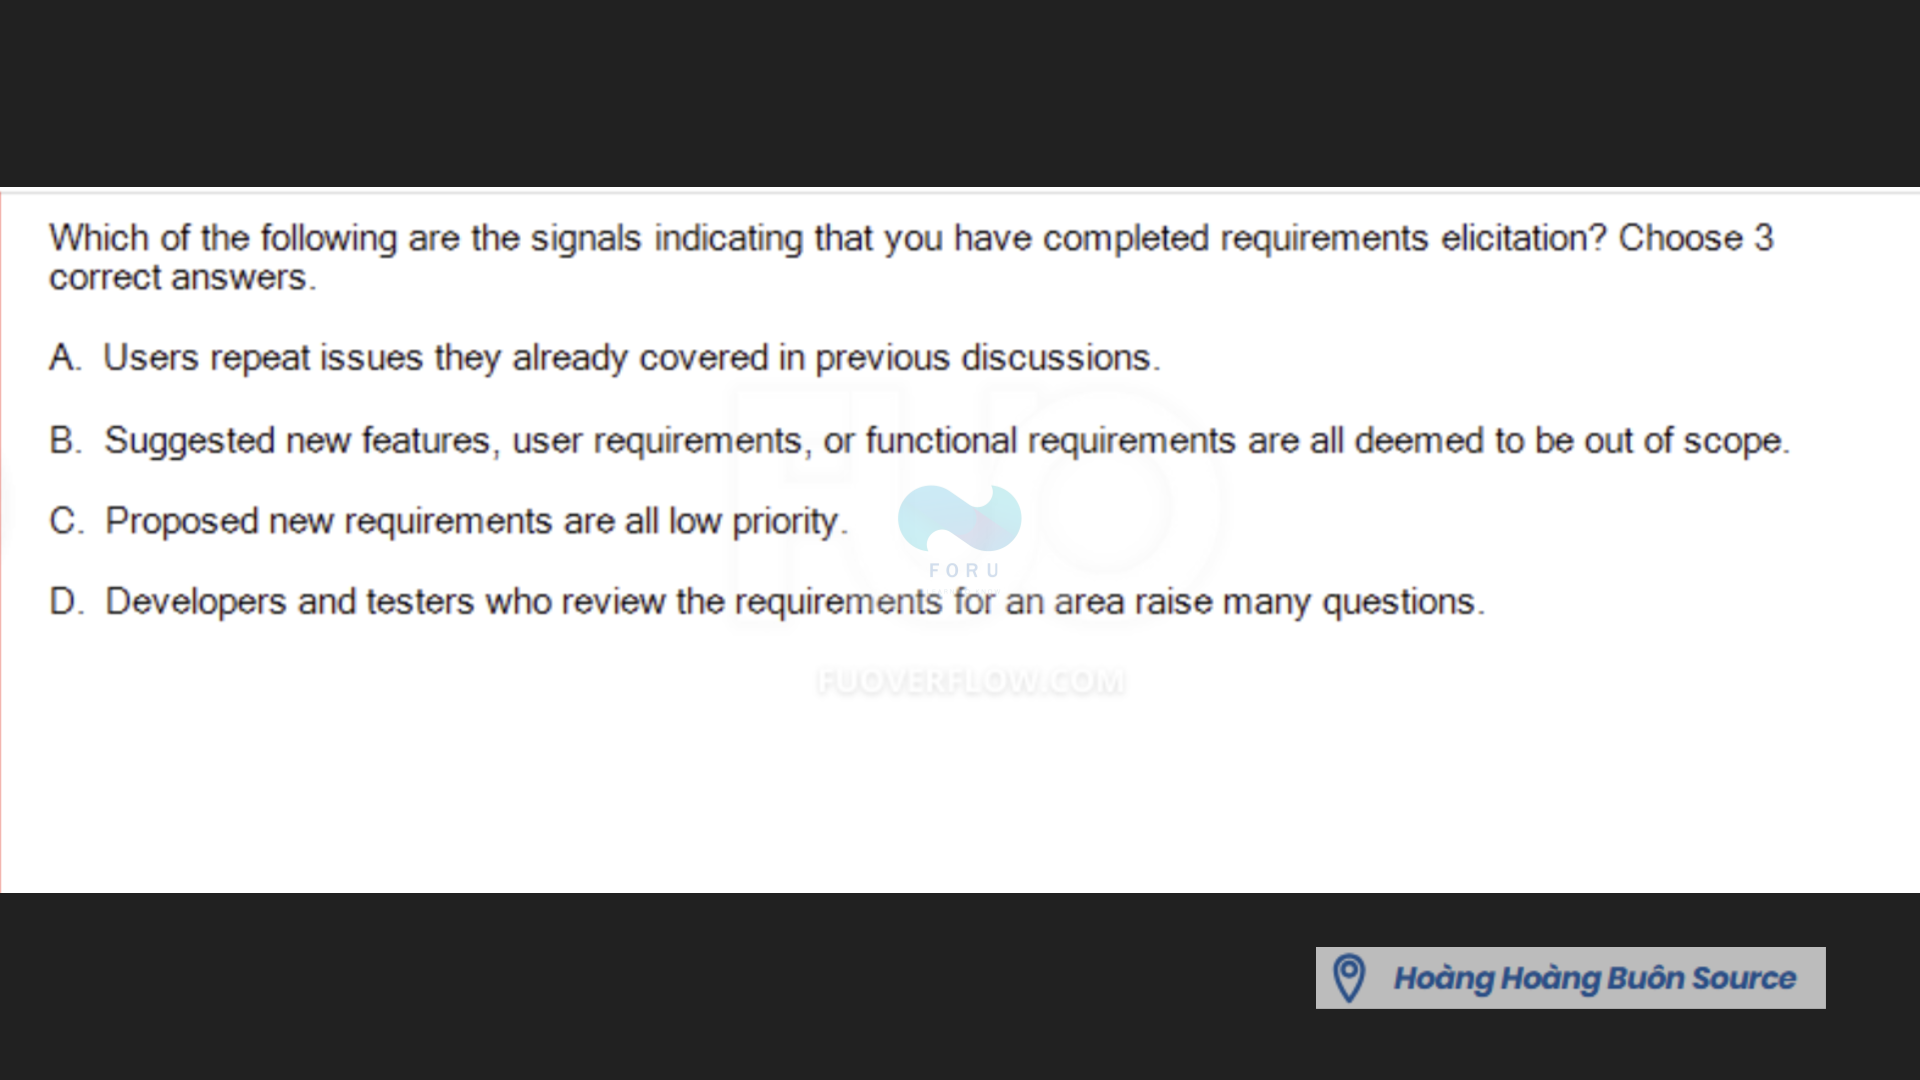 Which of the following are the signals indicating that you have completed requirements elicitation? Choose 3
correct answers.
A. Users repeat issues they already covered in previous discussions.
B. Suggested new features, user requirements, or functional requirements are all deemed to be out of scope.
C. Proposed new requirements are all low priority.
FORU
D. Developers and testers who review the requirements for an area raise many questions.
FUOVERFLOW.COM
Hoàng Hoàng Buôn Source